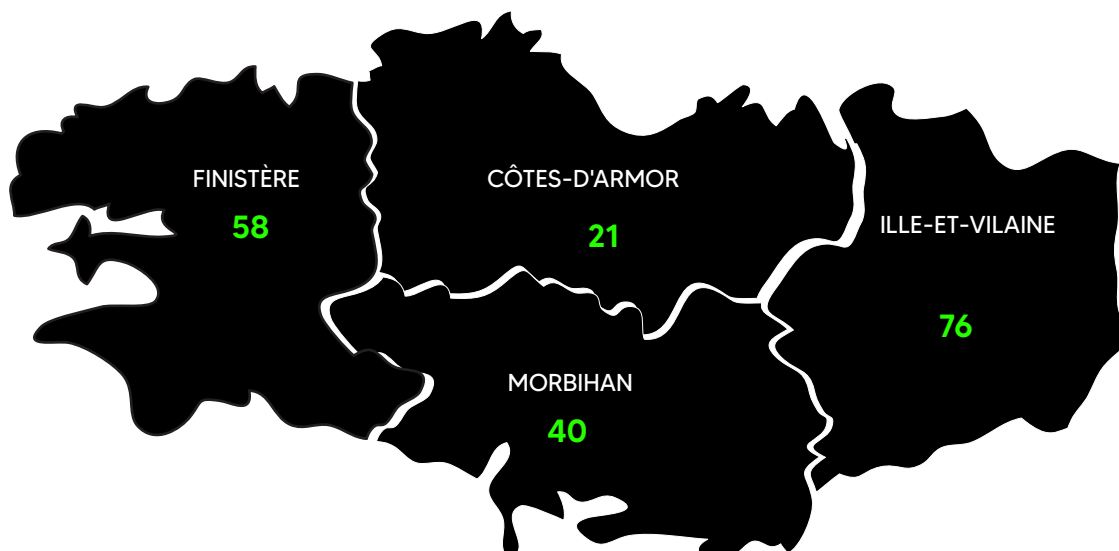 FINISTÈRE
58
CÔTES-D'ARMOR
21
ILLE-ET-VILAINE
76
MORBIHAN
40